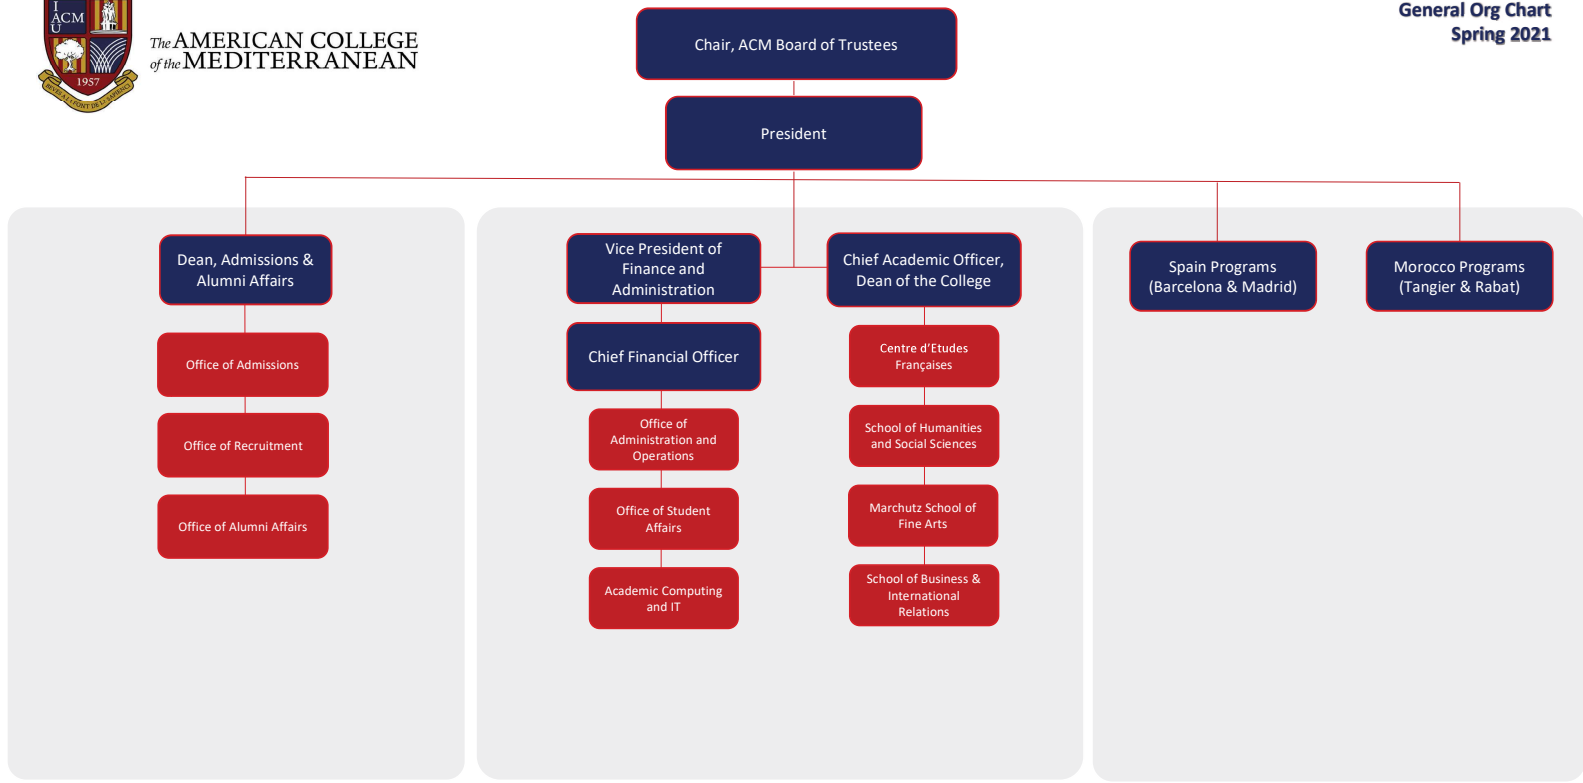 I
ACM
U
1957
The AMERICAN COLLEGE
of the MEDITERRANEAN
General Org Chart
Spring 2021
Chair, ACM Board of Trustees
President
Dean, Admissions &
Alumni Affairs
Office of Admissions
Office of Recruitment
Office of Alumni Affairs
Vice President of
Finance and
Administration
Chief Financial Officer
Office of
Administration and
Operations
Office of Student
Affairs
Academic Computing
and IT
Chief Academic Officer,
Dean of the College
Centre d’Etudes
Françaises
School of Humanities
and Social Sciences
Marchutz School of
Fine Arts
School of Business &
International
Relations
Spain Programs
(Barcelona & Madrid)
Morocco Programs
(Tangier & Rabat)